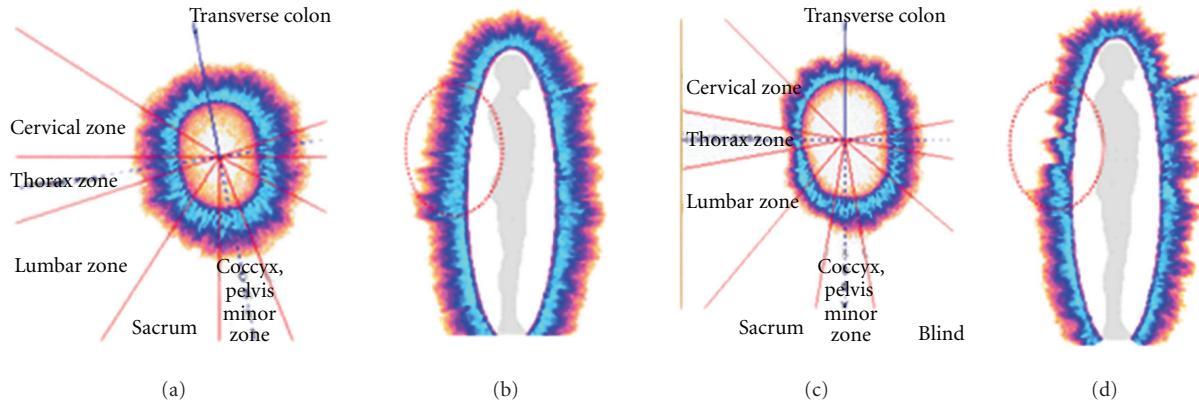 Transverse colon
Cervical zone
Thorax zone
Lumbar zone
Sacrum
Coccyx,
pelvis
minor
zone
(a)
(b)
Transverse colon
Cervical zone
Thorax zone
Lumbar zone
Sacrum
Coccyx,
pelvis
minor
zone
Blind
(c)
(d)